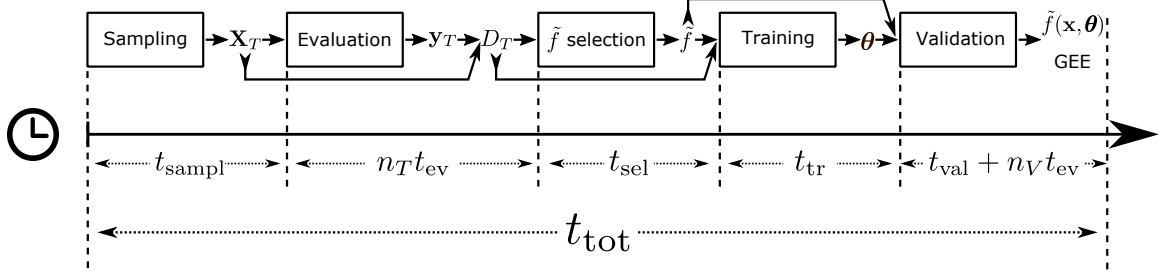 Sampling X_T Evaluation y_T D_T f̃ selection f̃ Training θ Validation f̃(x, θ)
GEE
t_sampl n_T t_ev t_sel t_tr t_val + n_V t_ev
t_tot